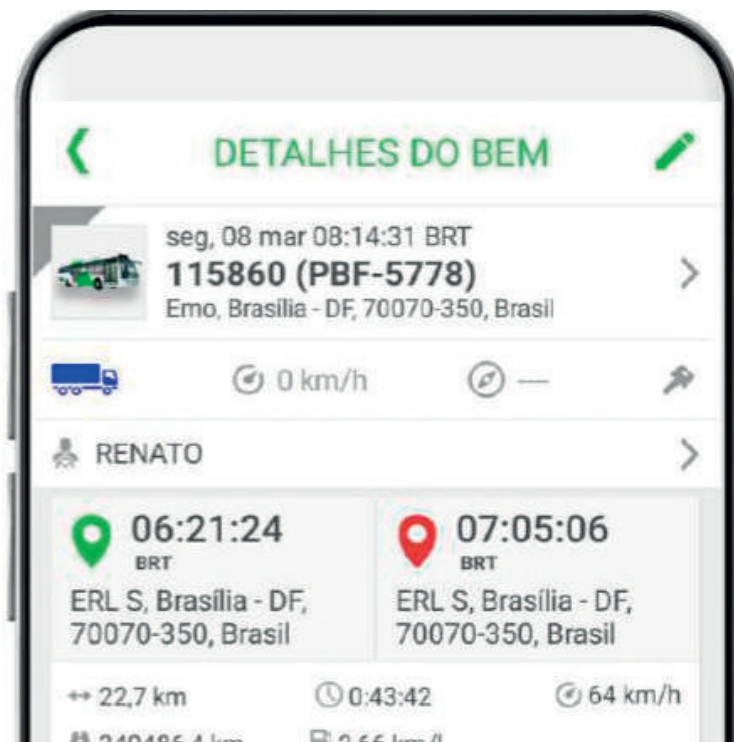 DETALHES DO BEM
seg, 08 mar 08:14:31 BRT
115860 (PBF-5778)
Emo, Brasília - DF, 70070-350, Brasil
0 km/h —
RENATO
06:21:24 07:05:06
BRT BRT
ERL S, Brasília - DF, ERL S, Brasília - DF,
70070-350, Brasil 70070-350, Brasil
22,7 km 0:43:42 64 km/h